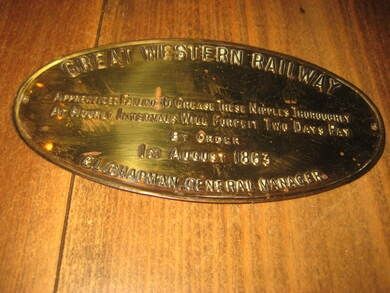 GREAT WESTERN RAILWAY
APPRENTICES FAILING TO GREASE THESE NIPPLES THOROUGHLY
AT INTERVALS WILL FORFEIT TWO DAYS PAY
BY ORDER
1ST AUGUST 1863
CHAPMAN, GENERAL MANAGER.